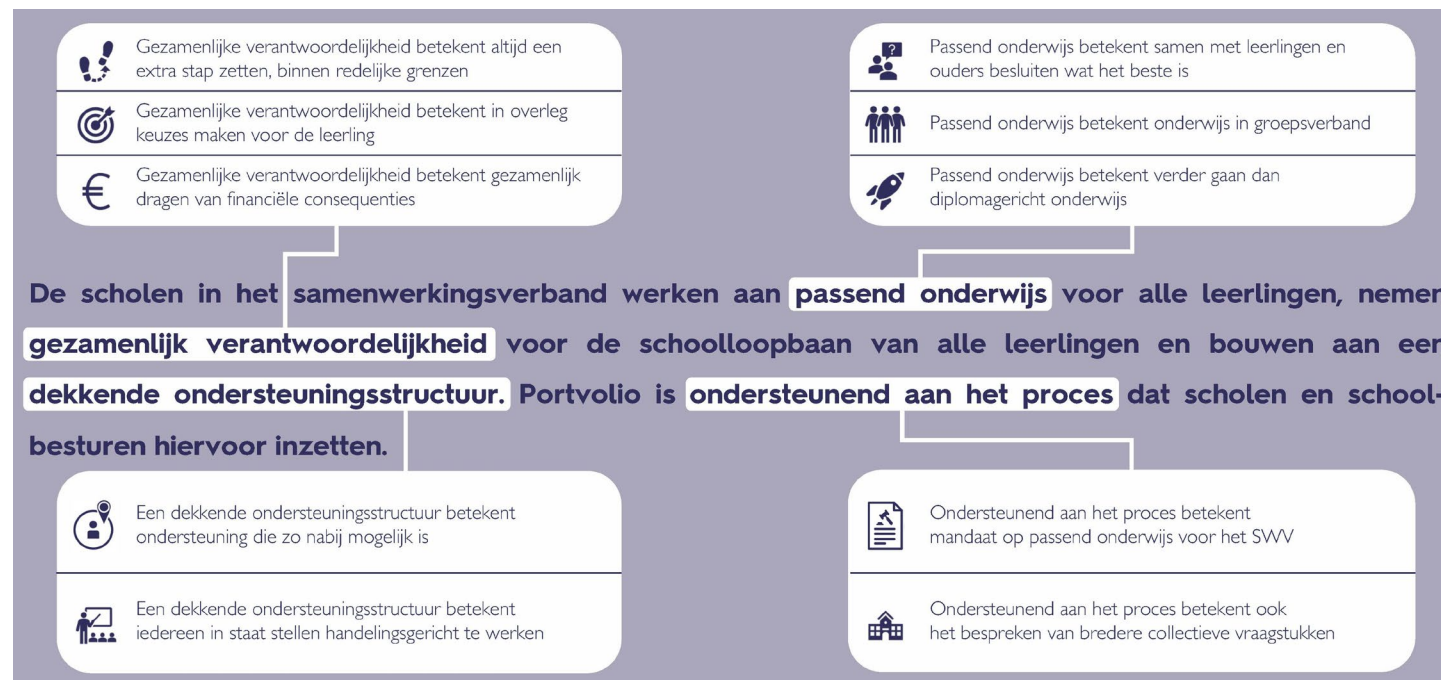 Gezamenlijke verantwoordelijkheid betekent altijd een
extra stap zetten, binnen redelijke grenzen
Gezamenlijke verantwoordelijkheid betekent in overleg
keuzes maken voor de leerling
€
Gezamenlijke verantwoordelijkheid betekent gezamenlijk
dragen van financiële consequenties
?
Passend onderwijs betekent samen met leerlingen en
ouders besluiten wat het beste is
Passend onderwijs betekent onderwijs in groepsverband
Passend onderwijs betekent verder gaan dan
diplomagericht onderwijs
De scholen in het samenwerkingsverband werken aan passend onderwijs voor alle leerlingen, nemen
gezamenlijk verantwoordelijkheid voor de schoolloopbaan van alle leerlingen en bouwen aan een
dekkende ondersteuningsstructuur. Portvolio is ondersteunend aan het proces dat scholen en school-
besturen hiervoor inzetten.
Een dekkende ondersteuningsstructuur betekent
ondersteuning die zo nabij mogelijk is
Een dekkende ondersteuningsstructuur betekent
iedereen in staat stellen handelingsgericht te werken
Ondersteunend aan het proces betekent
mandaat op passend onderwijs voor het SWV
Ondersteunend aan het proces betekent ook
het bespreken van bredere collectieve vraagstukken